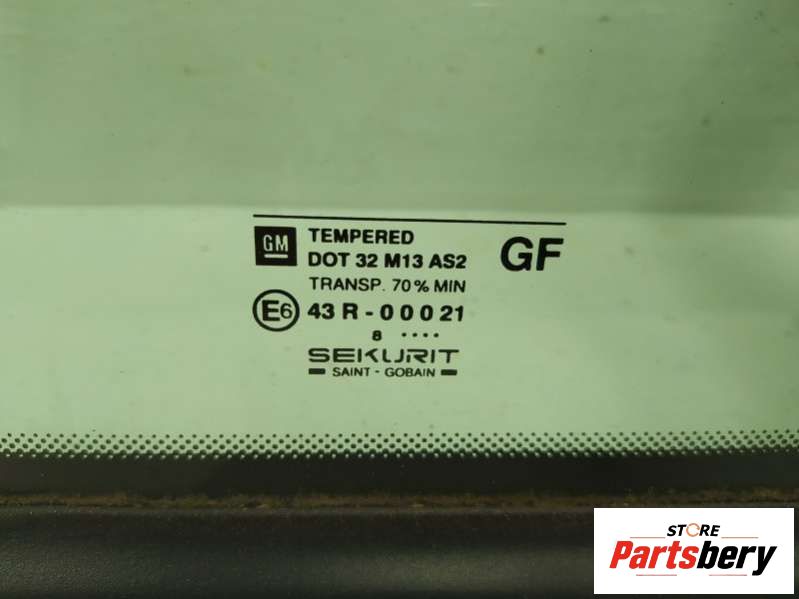 GM TEMPERED GF
DOT 32 M13 AS2
TRANSP. 70% MIN
E6 43 R - 00021
8 ....
SEKURIT
SAINT - GOBAIN
STORE
Partsbery